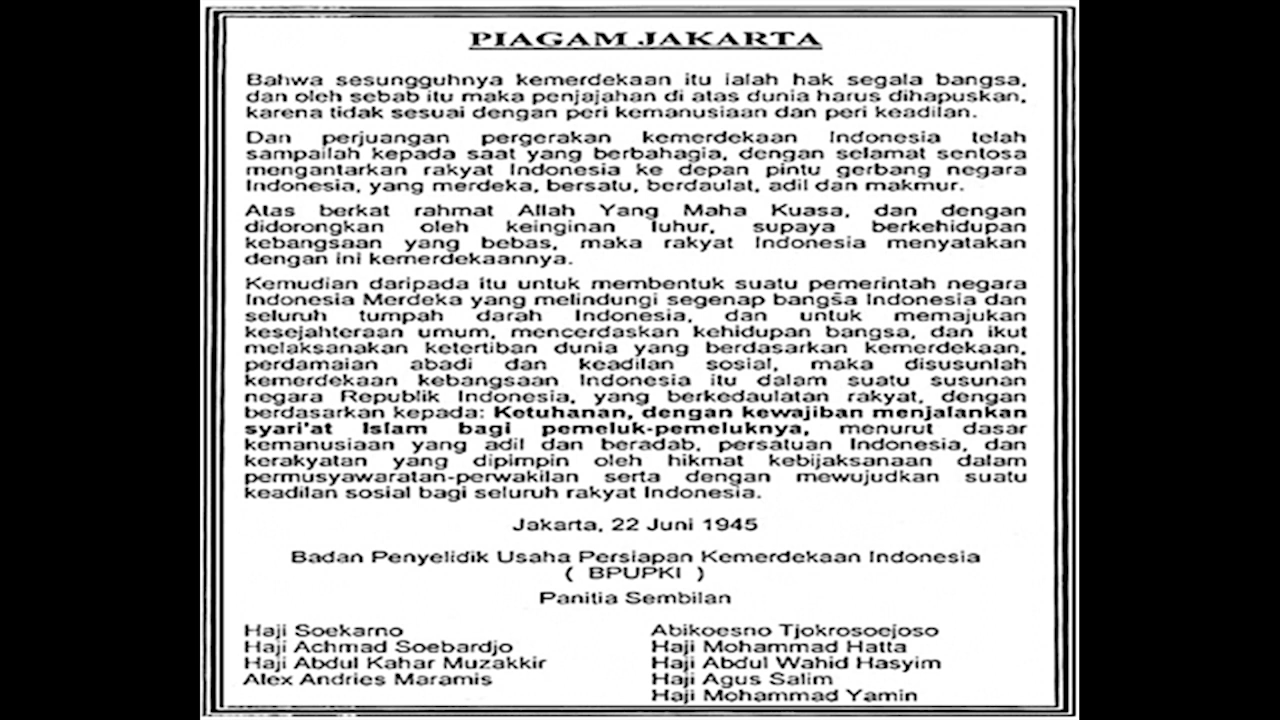 PIAGAM JAKARTA
Bahwa sesungguhnya kemerdekaan itu ialah hak segala bangsa,
dan oleh sebab itu maka penjajahan di atas dunia harus dihapuskan,
karena tidak sesuai dengan peri kemanusiaan dan peri keadilan.
Dan perjuangan pergerakan kemerdekaan Indonesia telah
sampailah kepada saat yang berbahagia, dengan selamat sentosa
mengantarkan rakyat Indonesia ke depan pintu gerbang negara
Indonesia, yang merdeka, bersatu, berdaulat, adil dan makmur.
Atas berkat rahmat Allah Yang Maha Kuasa, dan dengan
didorongkan oleh keinginan luhur, supaya berkehidupan
kebangsaan yang bebas, maka rakyat Indonesia menyatakan
dengan ini kemerdekaannya.
Kemudian daripada itu untuk membentuk suatu pemerintah negara
Indonesia Merdeka yang melindungi segenap bangsa Indonesia dan
seluruh tumpah darah Indonesia, dan untuk memajukan
kesejahteraan umum, mencerdaskan kehidupan bangsa, dan ikut
melaksanakan ketertiban dunia yang berdasarkan kemerdekaan,
perdamaian abadi dan keadilan sosial, maka disusunlah
kemerdekaan kebangsaan Indonesia itu dalam suatu susunan
negara Republik Indonesia, yang berkedaulatan rakyat, dengan
berdasarkan kepada: Ketuhanan, dengan kewajiban menjalankan
syari'at Islam bagi pemeluk-pemeluknya, menurut dasar
kemanusiaan yang adil dan beradab, persatuan Indonesia, dan
kerakyatan yang dipimpin oleh hikmat kebijaksanaan dalam
permusyawaratan-perwakilan serta dengan mewujudkan suatu
keadilan sosial bagi seluruh rakyat Indonesia.
Jakarta, 22 Juni 1945
Badan Penyelidik Usaha Persiapan Kemerdekaan Indonesia
( BPUPKI )
Panitia Sembilan
Haji Soekarno
Haji Achmad Soebardjo
Haji Abdul Kahar Muzakkir
Alex Andries Maramis
Abikoesno Tjokrosoejoso
Haji Mohammad Hatta
Haji Abdul Wahid Hasyim
Haji Agus Salim
Haji Mohammad Yamin